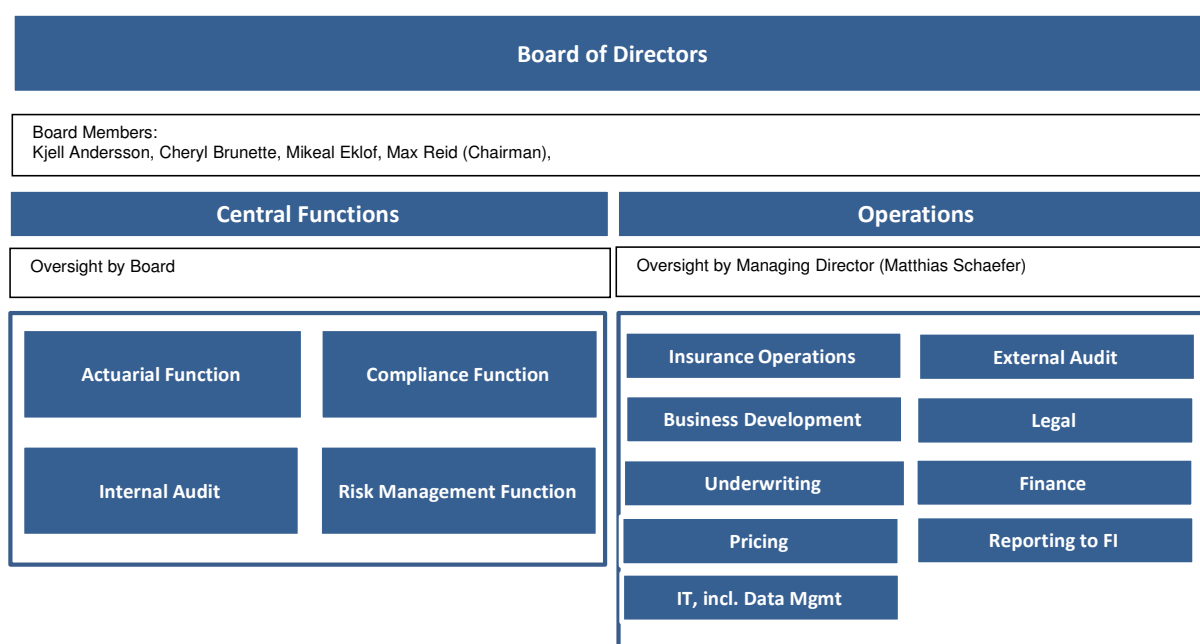 Board of Directors
Board Members:
Kjell Andersson, Cheryl Brunette, Mikeal Eklof, Max Reid (Chairman),
Central Functions
Operations
Oversight by Board
Oversight by Managing Director (Matthias Schaefer)
Actuarial Function
Compliance Function
Internal Audit
Risk Management Function
Insurance Operations
External Audit
Business Development
Legal
Underwriting
Finance
Pricing
Reporting to FI
IT, incl. Data Mgmt